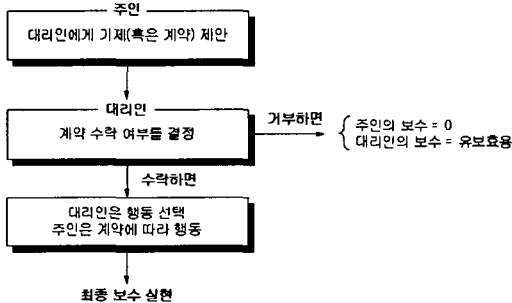 주인
대리인에게 기제(혹은 계약) 제안
대리인
계약 수락 여부를 결정
거부하면
주인의 보수 = 0
대리인의 보수 = 유보효용
수락하면
대리인은 행동 선택
주인은 계약에 따라 행동
최종 보수 실현